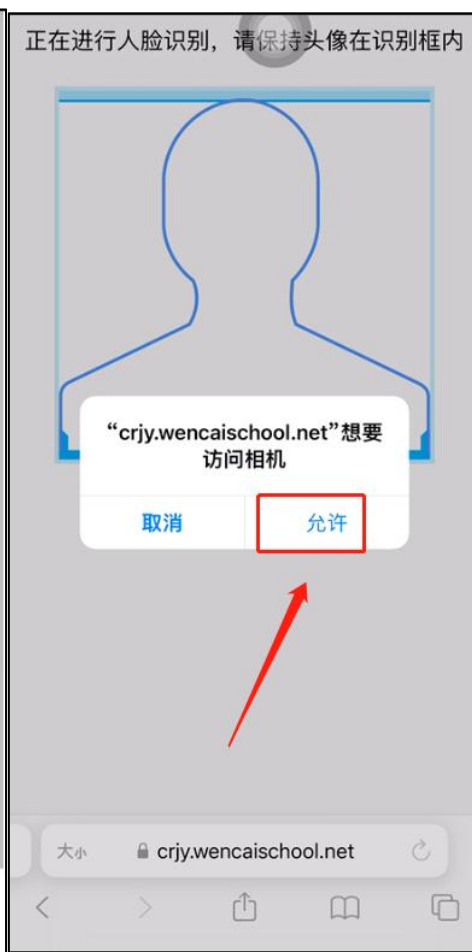 正在进行人脸识别，请保持头像在识别框内
“crjy.wencaischool.net”想要
访问相机
取消 允许
大小 crjy.wencaischool.net